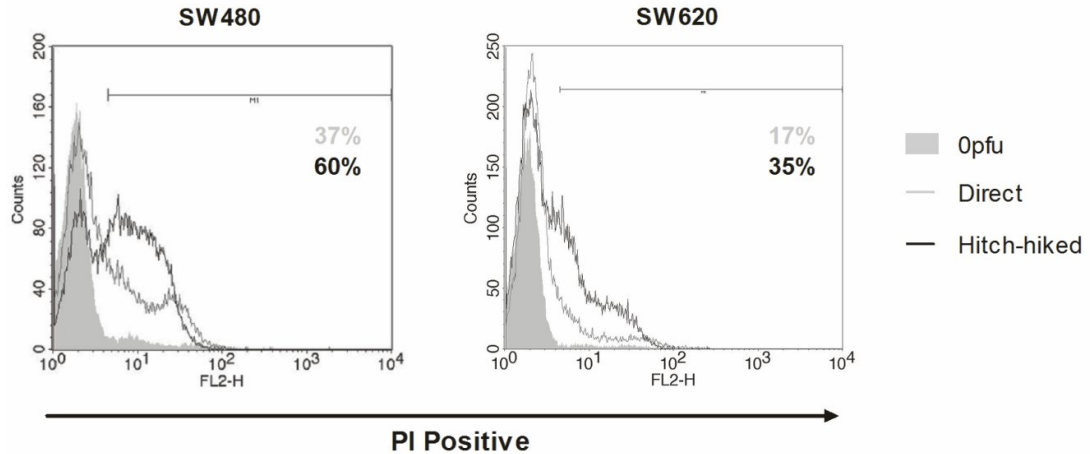 SW480
SW620
200
160
120
80
40
0
Counts
M1
37%
60%
10⁰
10¹
10²
10³
10⁴
FL2-H
250
200
150
100
50
0
Counts
17%
35%
10⁰
10¹
10²
10³
10⁴
FL2-H
0pfu
Direct
Hitch-hiked
PI Positive